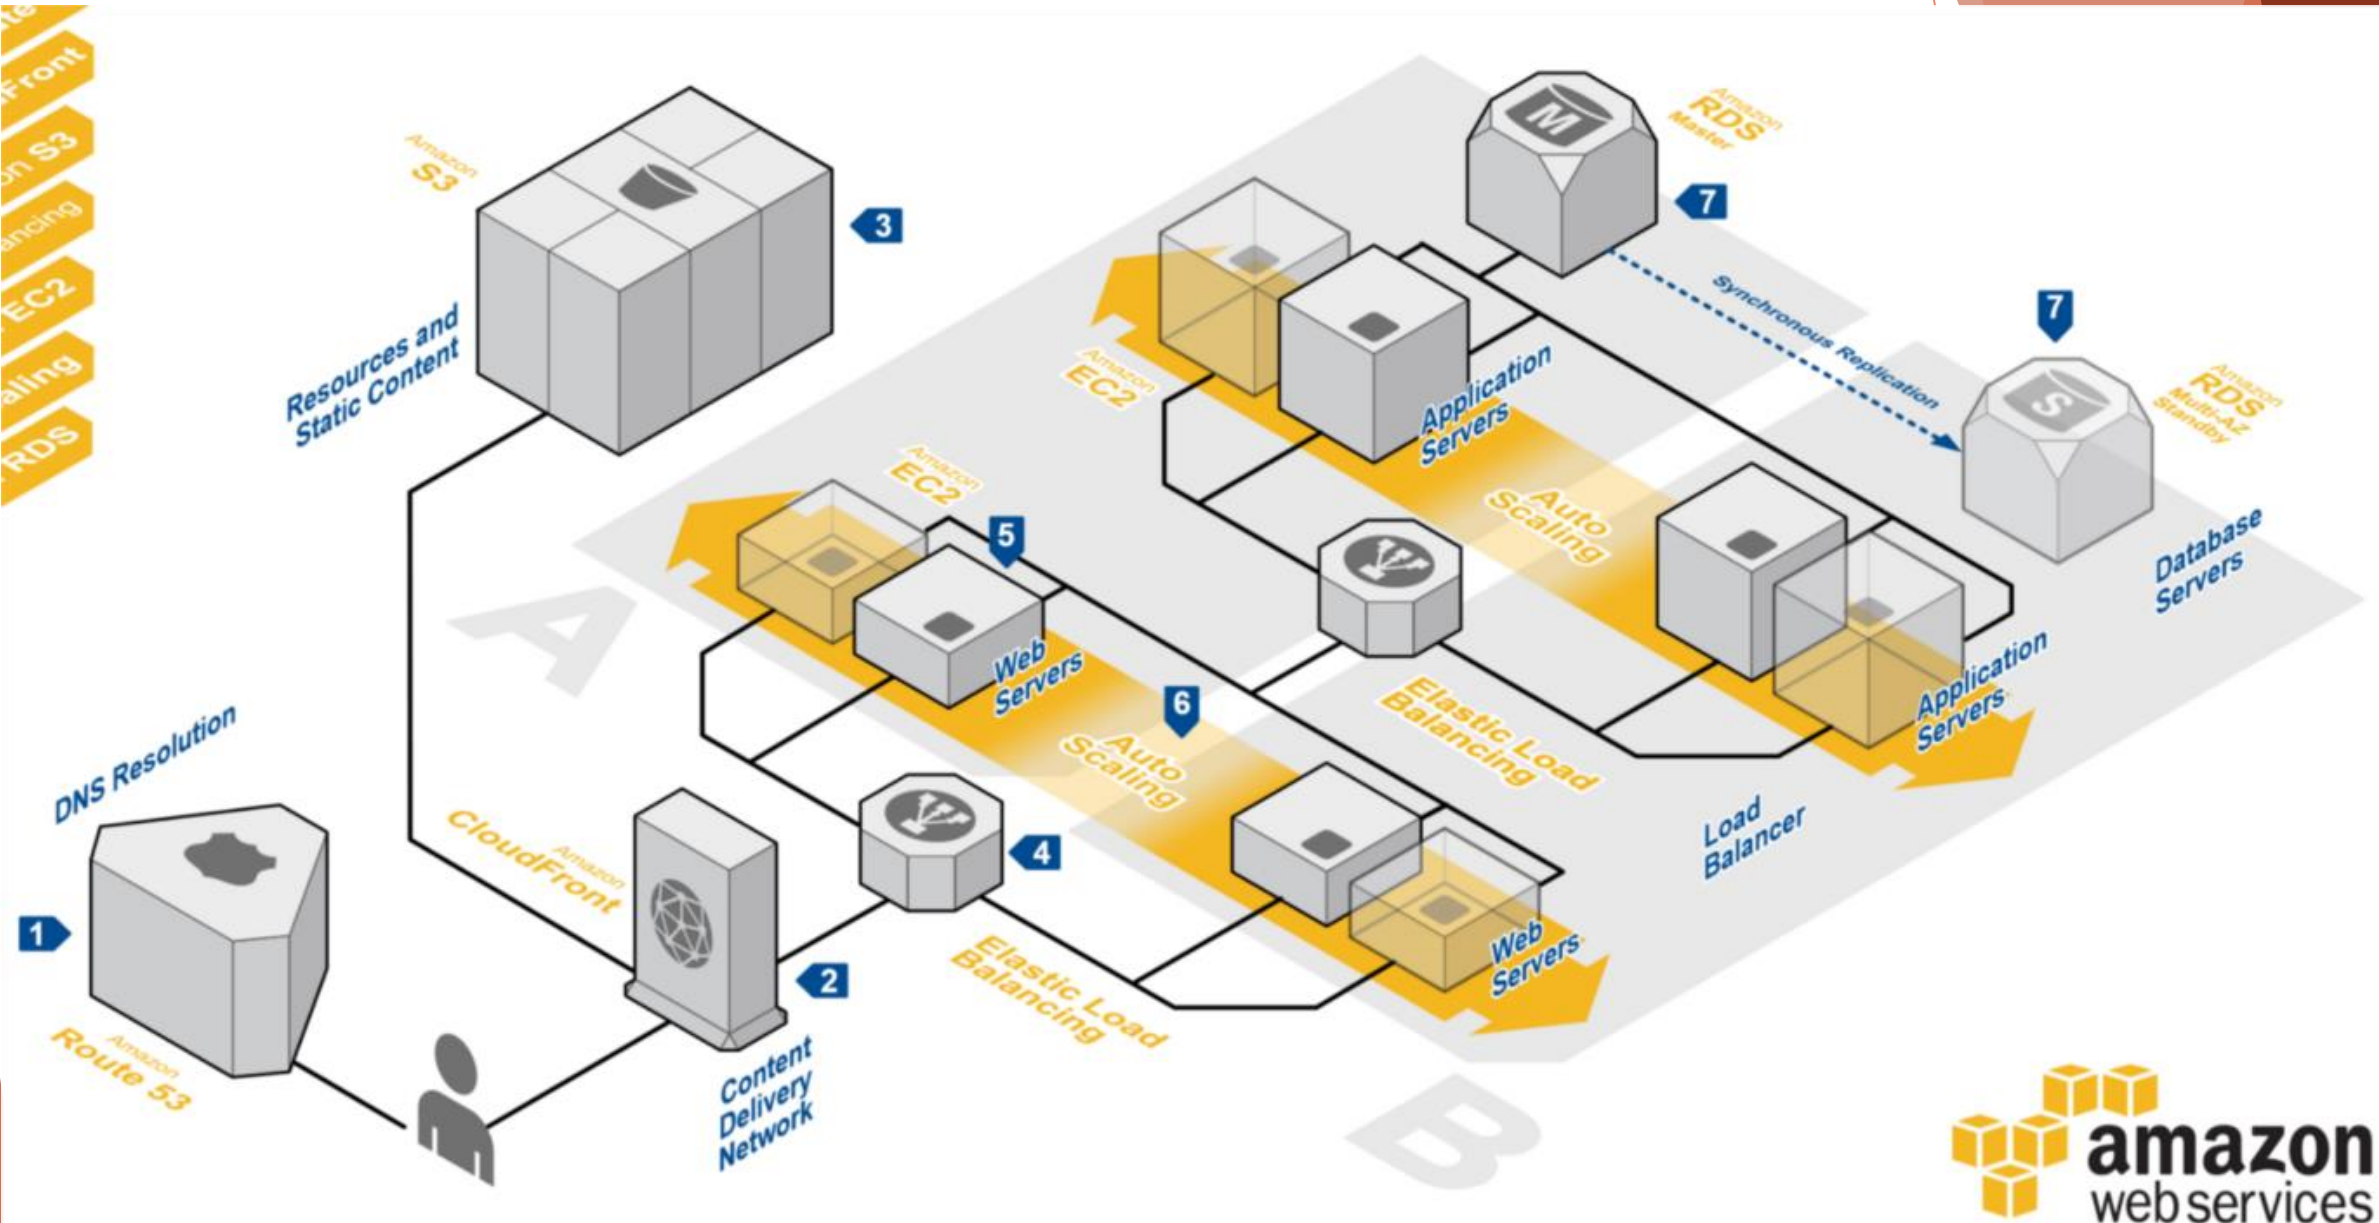 Front
S3
ancing
EC2
aling
RDS
Amazon
S3
3
Resources and
Static Content
Amazon
RDS
Master
7
Synchronous Replication
7
Amazon
RDS
Multi-AZ
Standby
Database
Servers
Amazon
EC2
Application
Servers
Auto
Scaling
Application
Servers
Elastic Load
Balancing
Load
Balancer
Amazon
EC2
5
Web
Servers
6
Auto
Scaling
Web
Servers
A
B
M
S
4
Elastic Load
Balancing
DNS Resolution
1
Amazon
Route 53
Amazon
CloudFront
2
Content
Delivery
Network
amazon
web services